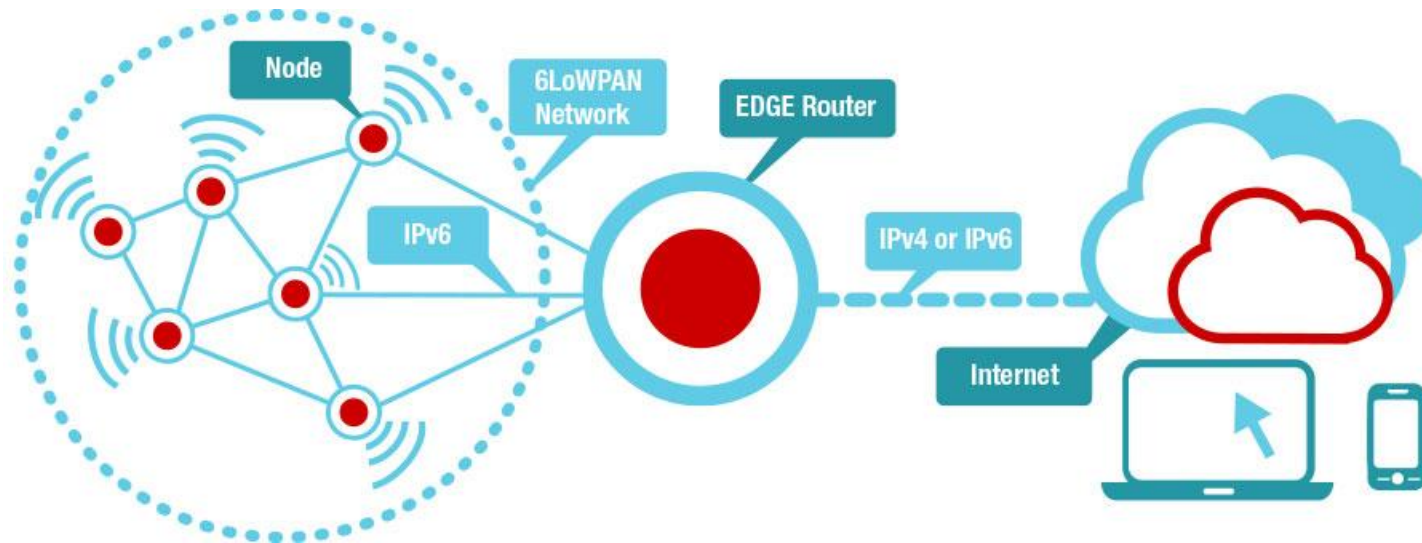 Node
6LoWPAN
Network
EDGE Router
IPv6
IPv4 or IPv6
Internet